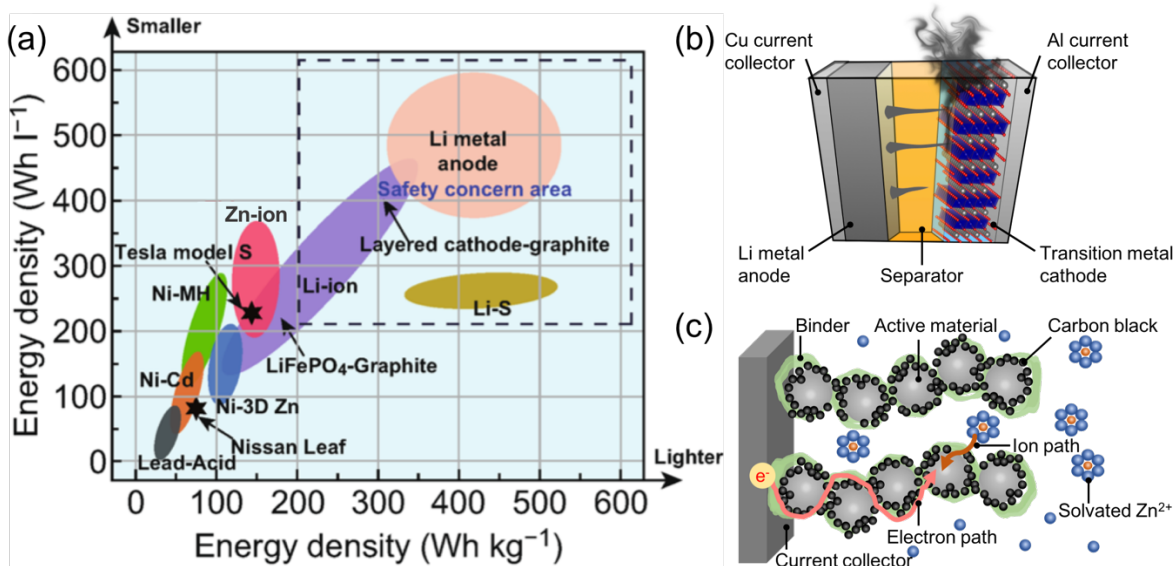 (a)
Smaller
Energy density (Wh l⁻¹)
600
500
400
300
200
100
0
Li metal
anode
Safety concern area
Zn-ion
Layered cathode-graphite
Tesla model S
Ni-MH
Li-ion
Li-S
LiFePO₄-Graphite
Ni-Cd
Ni-3D Zn
Nissan Leaf
Lead-Acid
Lighter
0 100 200 300 400 500 600
Energy density (Wh kg⁻¹)
(b)
Cu current
collector
Al current
collector
Li metal
anode
Separator
Transition metal
cathode
(c)
Binder
Active material
Carbon black
Ion path
e⁻
Solvated Zn²⁺
Electron path
Current collector